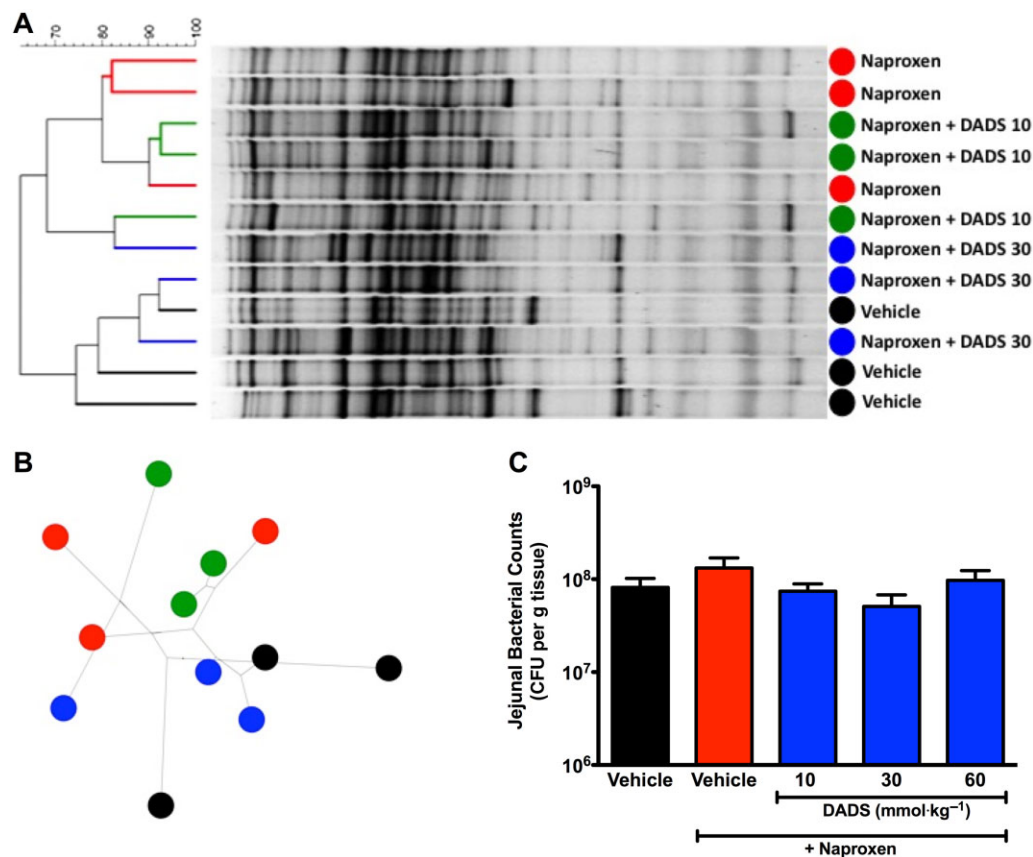 A
70 80 90 100
Naproxen
Naproxen
Naproxen + DADS 10
Naproxen + DADS 10
Naproxen
Naproxen + DADS 10
Naproxen + DADS 30
Naproxen + DADS 30
Vehicle
Naproxen + DADS 30
Vehicle
Vehicle
B
C
Jejunal Bacterial Counts
(CFU per g tissue)
10⁹
10⁸
10⁷
10⁶
Vehicle Vehicle 10 30 60
DADS (mmol·kg⁻¹)
+ Naproxen